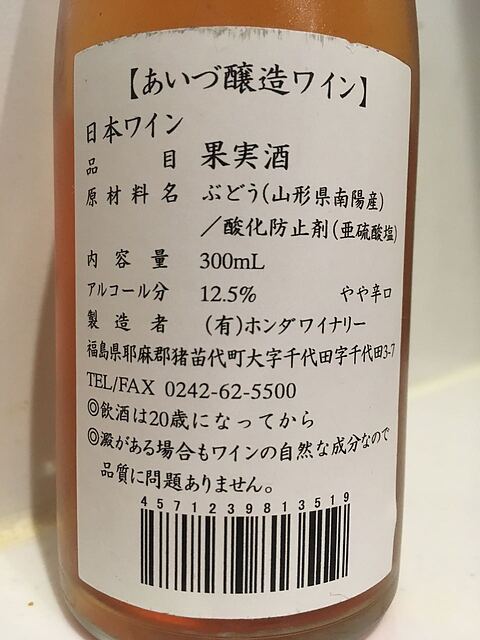 【あいづ醸造ワイン】
日本ワイン
品目 果実酒
原材料名 ぶどう(山形県南陽産)
／酸化防止剤(亜硫酸塩)
内容量 300mL
アルコール分 12.5% やや辛口
製造者 (有)ホンダワイナリー
福島県耶麻郡猪苗代町大字千代田字千代田3-7
TEL/FAX 0242-62-5500
◎飲酒は20歳になってから
◎澱がある場合もワインの自然な成分なので
品質に問題ありません。
4571239813519